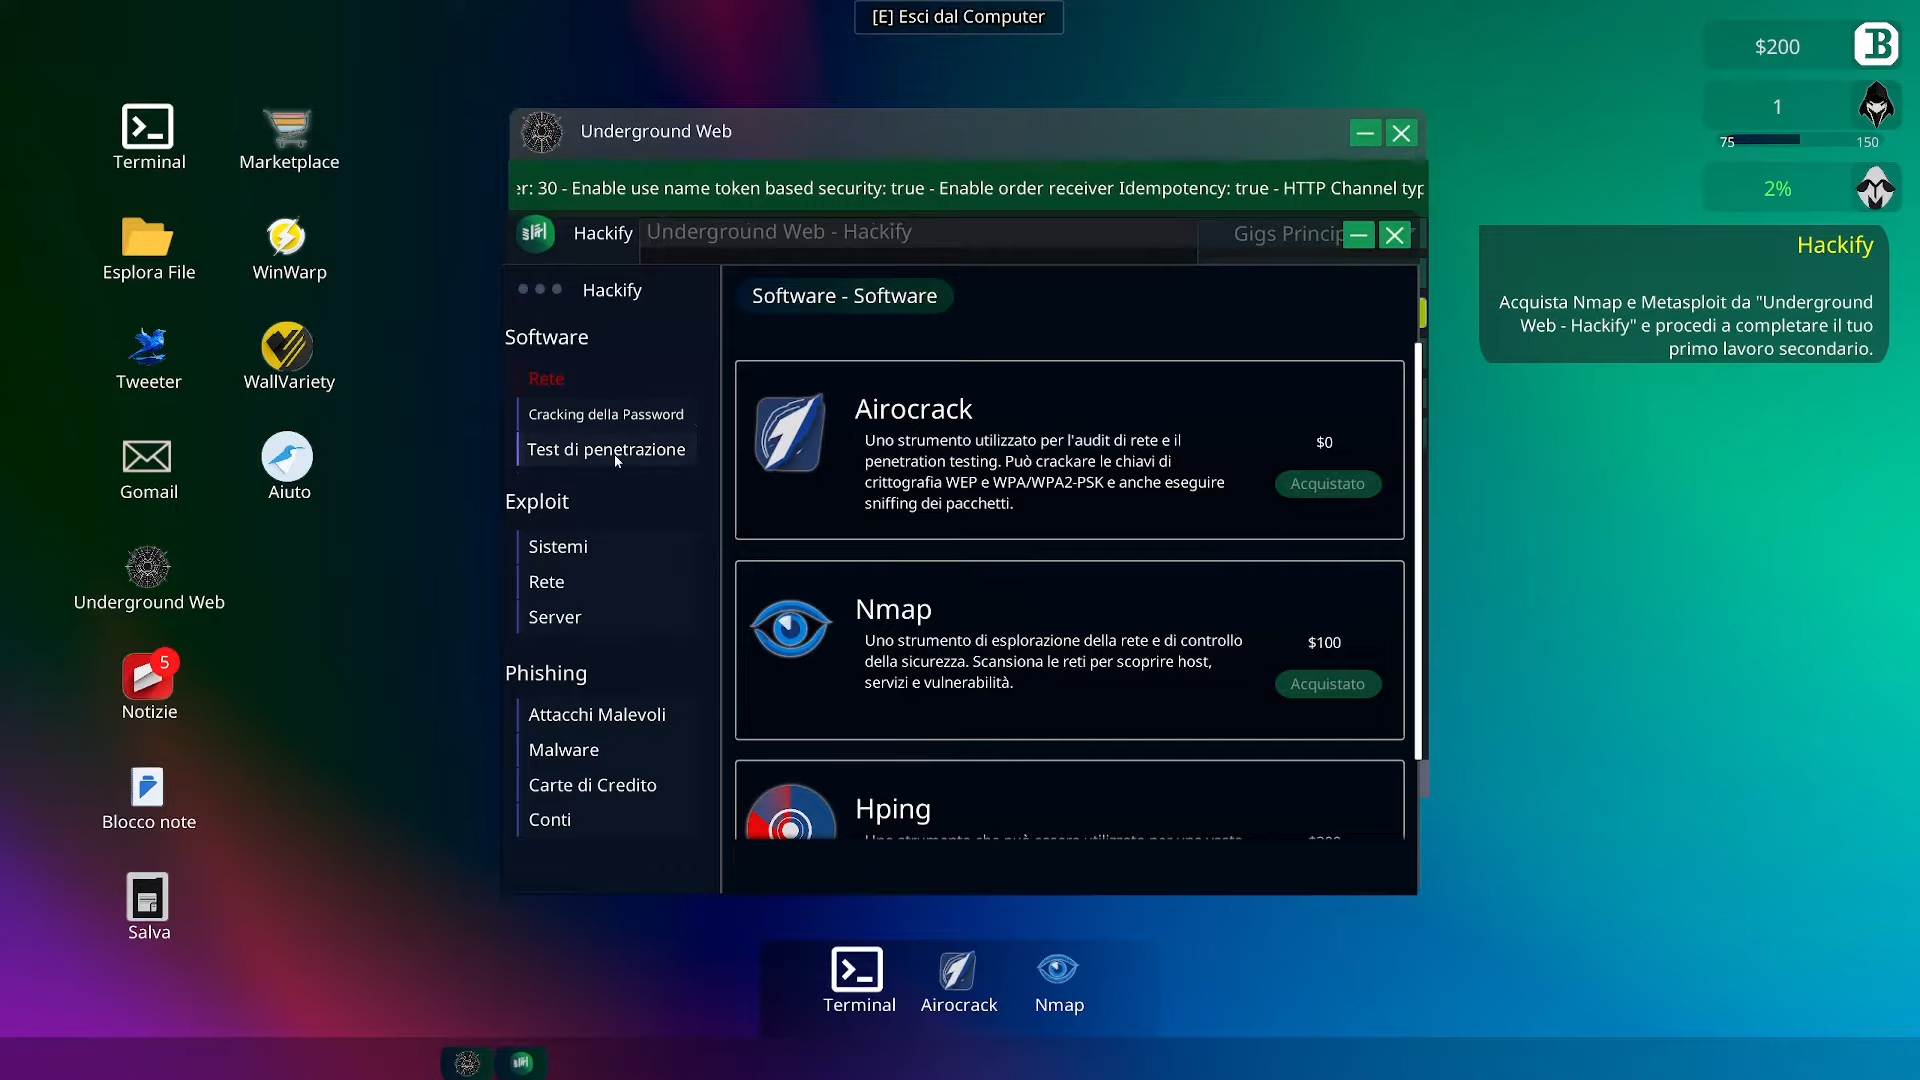 [E] Esci dal Computer
$200
B
1
75
150
2%
Hackify
Acquista Nmap e Metasploit da "Underground
Web - Hackify" e procedi a completare il tuo
primo lavoro secondario.
Terminal
Marketplace
Esplora File
WinWarp
Tweeter
WallVariety
Gomail
Aiuto
Underground Web
5
Notizie
Blocco note
Salva
Underground Web
er: 30 - Enable use name token based security: true - Enable order receiver Idempotency: true - HTTP Channel typ
Hackify
Underground Web - Hackify
Gigs Princip
Hackify
Software
Rete
Cracking della Password
Test di penetrazione
Exploit
Sistemi
Rete
Server
Phishing
Attacchi Malevoli
Malware
Carte di Credito
Conti
Software - Software
Airocrack
Uno strumento utilizzato per l'audit di rete e il
penetration testing. Può crackare le chiavi di
crittografia WEP e WPA/WPA2-PSK e anche eseguire
sniffing dei pacchetti.
$0
Acquistato
Nmap
Uno strumento di esplorazione della rete e di controllo
della sicurezza. Scansiona le reti per scoprire host,
servizi e vulnerabilità.
$100
Acquistato
Hping
Terminal
Airocrack
Nmap